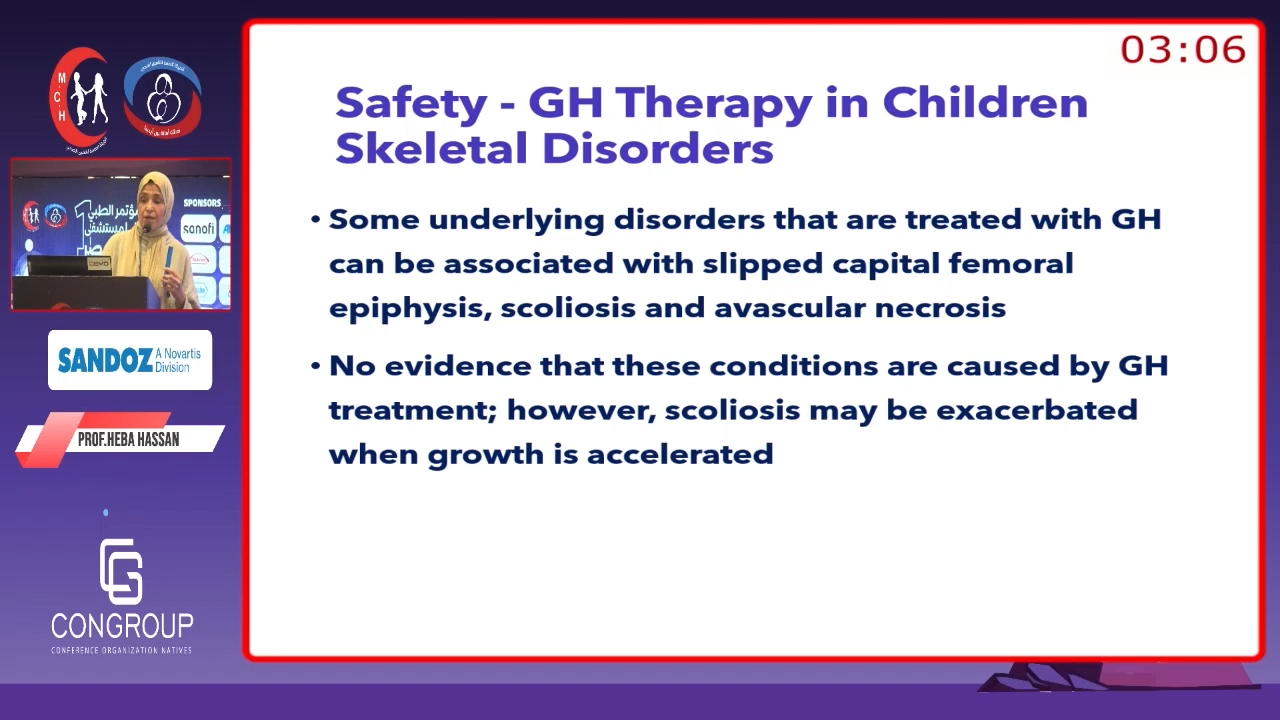 03:06
Safety - GH Therapy in Children
Skeletal Disorders
• Some underlying disorders that are treated with GH
can be associated with slipped capital femoral
epiphysis, scoliosis and avascular necrosis
• No evidence that these conditions are caused by GH
treatment; however, scoliosis may be exacerbated
when growth is accelerated
M
C
H
SPONSORS
sanofi
SANDOZ A Novartis
Division
PROF.HEBA HASSAN
CONGROUP
CONFERENCE ORGANIZATION NATIVES